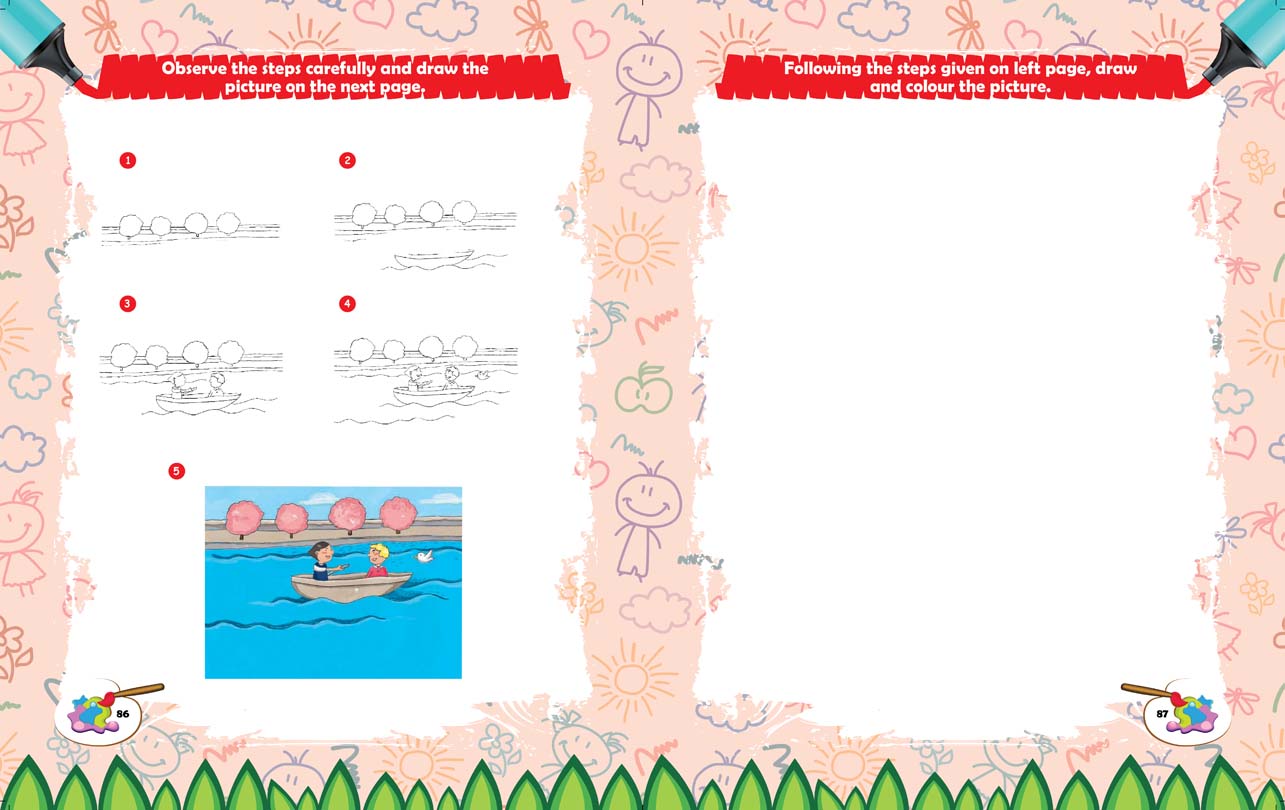 Observe the steps carefully and draw the
picture on the next page.
1
2
3
4
5
86
Following the steps given on left page, draw
and colour the picture.
87